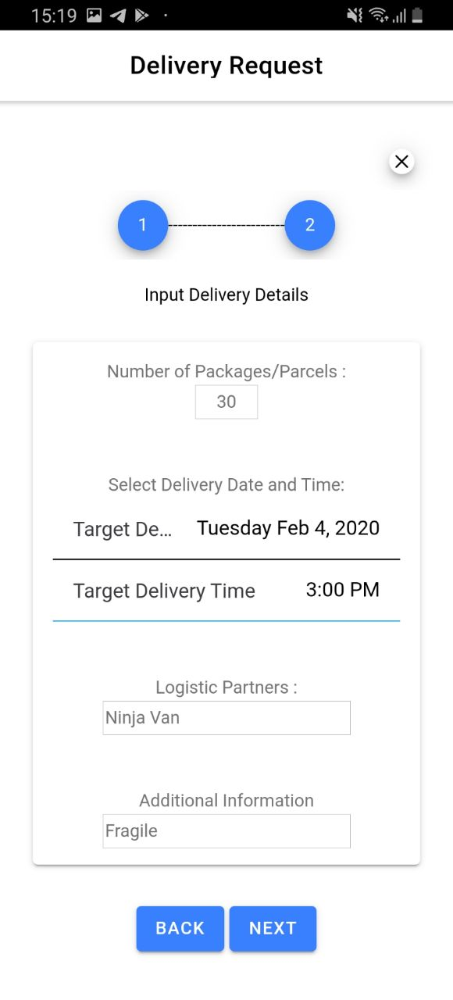 15:19
Delivery Request
1
2
Input Delivery Details
Number of Packages/Parcels :
30
Select Delivery Date and Time:
Target De... Tuesday Feb 4, 2020
Target Delivery Time 3:00 PM
Logistic Partners :
Ninja Van
Additional Information
Fragile
BACK NEXT